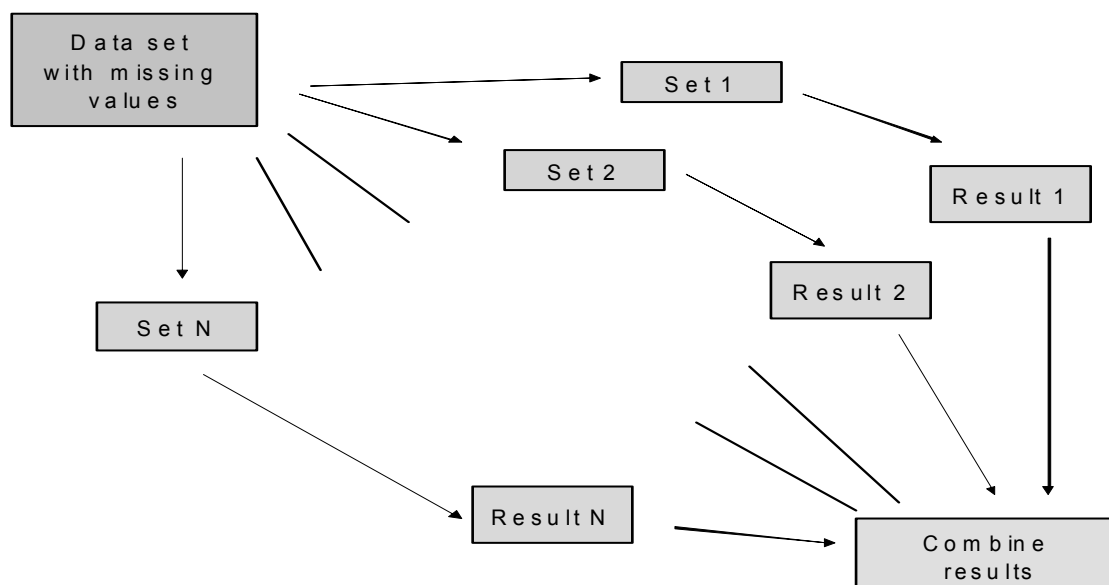 Data set
with missing
values
Set 1
Set 2
Result 1
Result 2
Set N
Result N
Combine
results